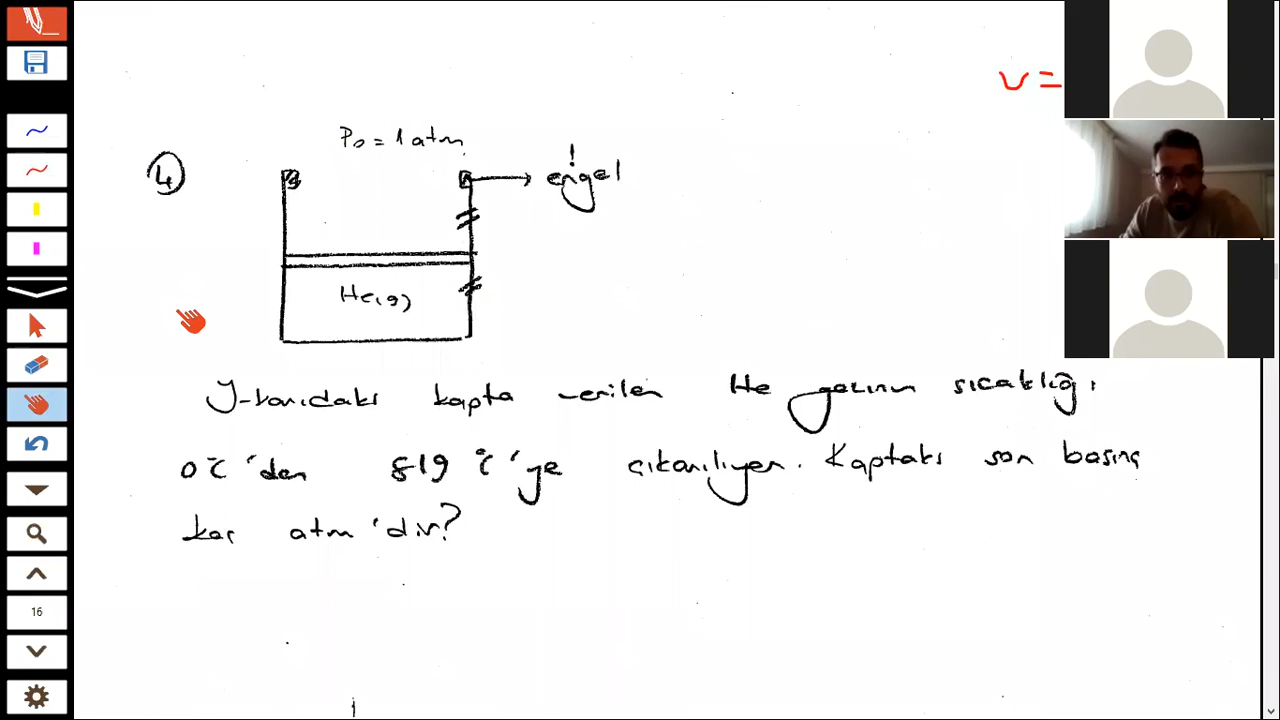 V=
P₀ = 1 atm
4
! engel
He(g)
Yukarıdaki kapta verilen He gazının sıcaklığı
0°C 'den 819 °C 'ye çıkarılıyor. Kaptaki son basınç
kaç atm 'dir?
16